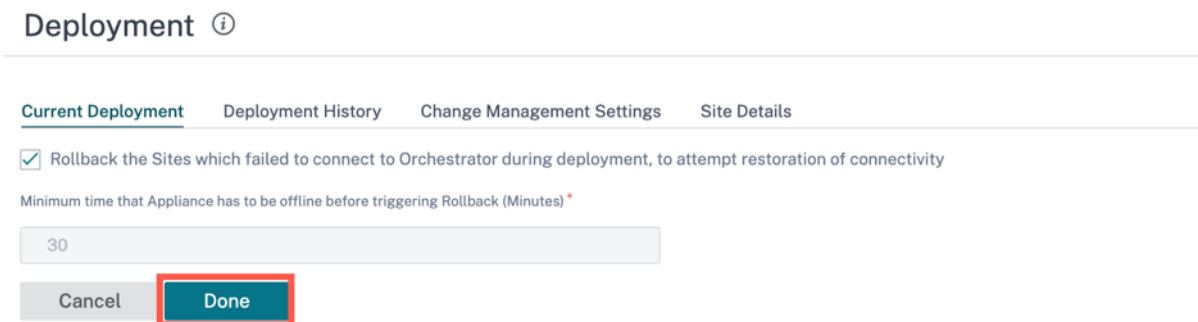 Deployment
Current Deployment Deployment History Change Management Settings Site Details
Rollback the Sites which failed to connect to Orchestrator during deployment, to attempt restoration of connectivity
Minimum time that Appliance has to be offline before triggering Rollback (Minutes) *
30
Cancel Done